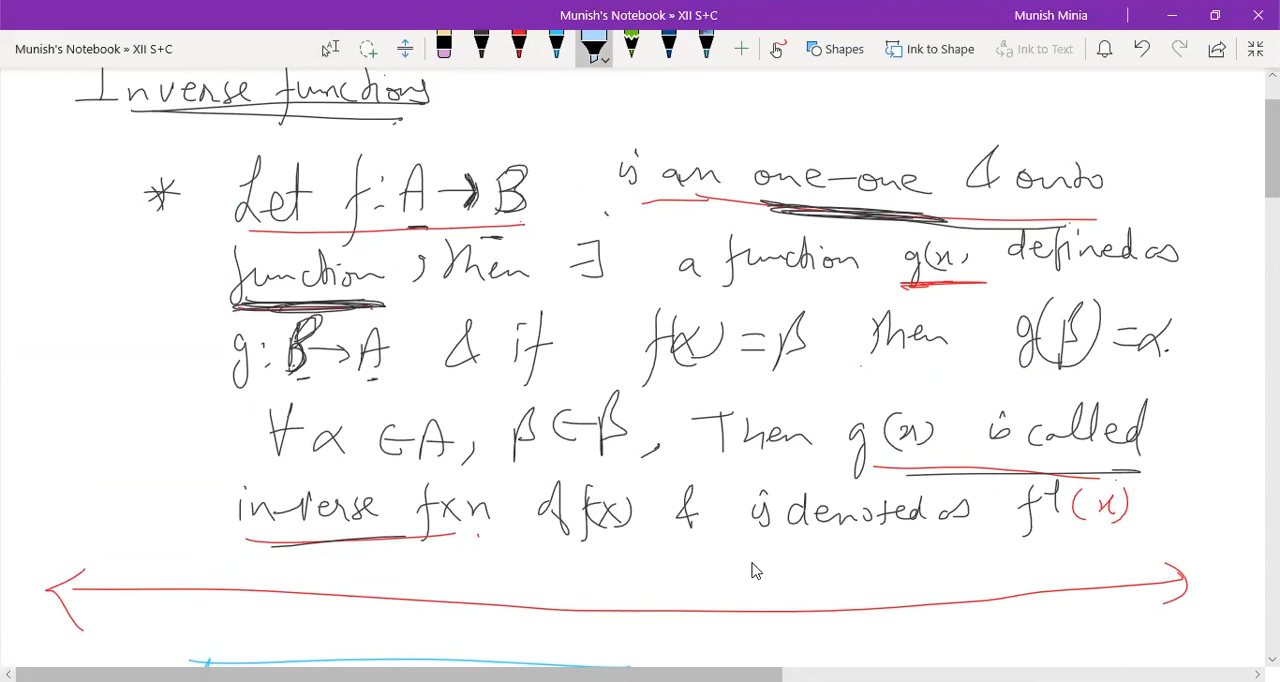 Munish's Notebook » XII S+C
Munish Minia
Munish's Notebook » XII S+C
Shapes
Ink to Shape
Ink to Text
Inverse functions
* Let f: A → B is an one-one & onto
function, then ∃ a function g(x, defined as
g: B → A & if f(α) = β then g(β) = α.
∀ α ∈ A, β ∈ β, Then g(x) is called
inverse fxn of f(x) & is denoted as f⁻¹(x)